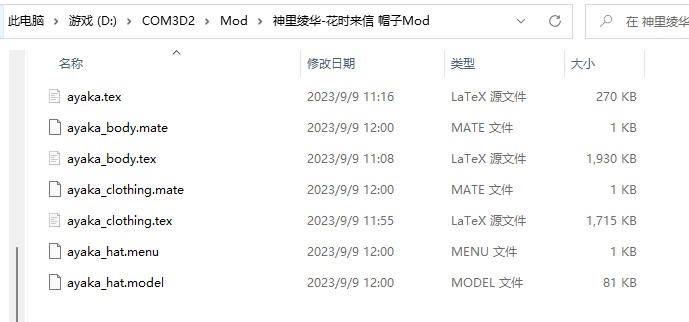 此电脑 > 游戏 (D:) > COM3D2 > Mod > 神里绫华-花时来信 帽子Mod 在 神里绫华
名称 修改日期 类型 大小
ayaka.tex 2023/9/9 11:16 LaTeX 源文件 270 KB
ayaka_body.mate 2023/9/9 12:00 MATE 文件 1 KB
ayaka_body.tex 2023/9/9 11:08 LaTeX 源文件 1,930 KB
ayaka_clothing.mate 2023/9/9 12:00 MATE 文件 1 KB
ayaka_clothing.tex 2023/9/9 11:55 LaTeX 源文件 1,715 KB
ayaka_hat.menu 2023/9/9 12:00 MENU 文件 1 KB
ayaka_hat.model 2023/9/9 12:00 MODEL 文件 81 KB